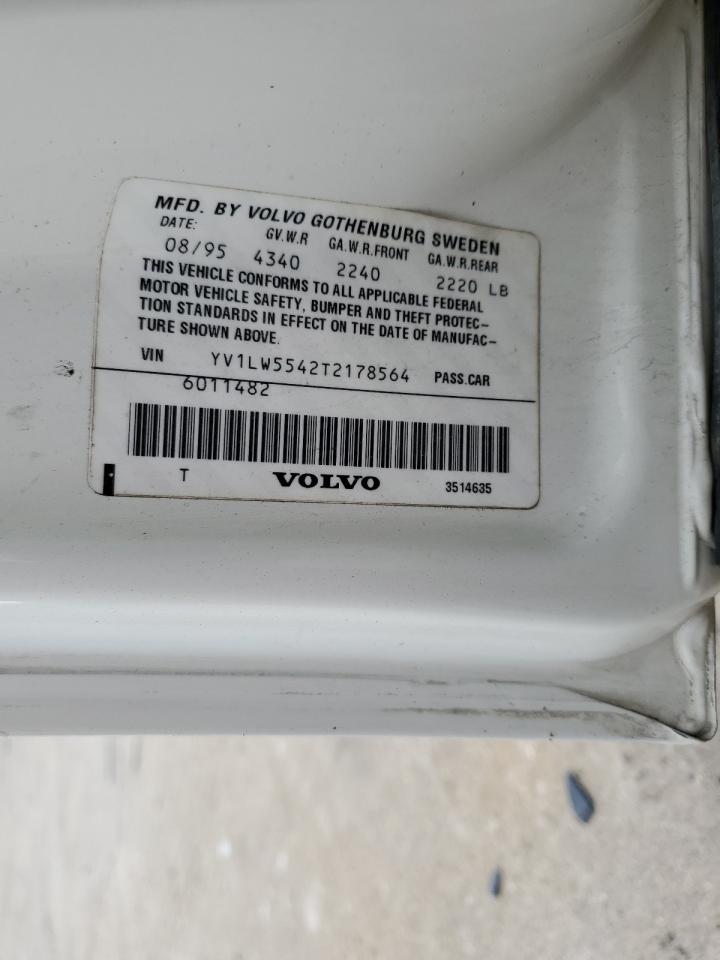 MFD. BY VOLVO GOTHENBURG SWEDEN
DATE: GV.W.R GA.W.R.FRONT GA.W.R.REAR
08/95 4340 2240 2220 LB
THIS VEHICLE CONFORMS TO ALL APPLICABLE FEDERAL
MOTOR VEHICLE SAFETY, BUMPER AND THEFT PROTEC-
TION STANDARDS IN EFFECT ON THE DATE OF MANUFAC-
TURE SHOWN ABOVE.
VIN YV1LW5542T2178564 PASS.CAR
6011482
T VOLVO 3514635